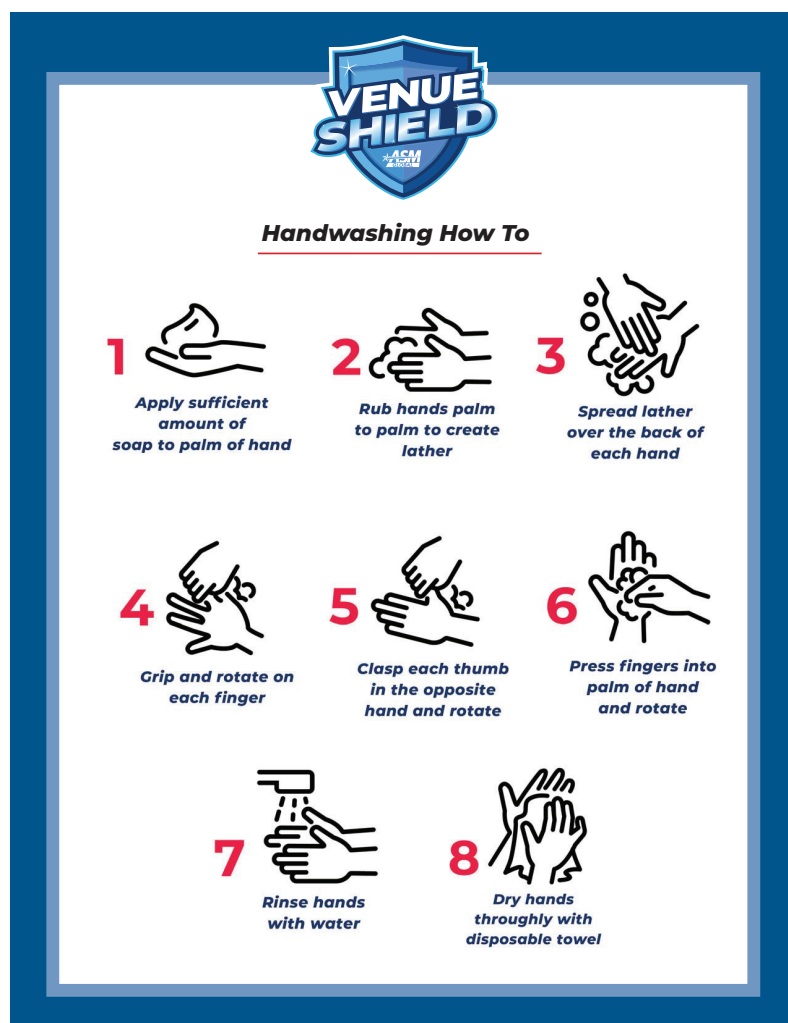 VENUE
SHIELD
ASM
GLOBAL
Handwashing How To
1
Apply sufficient
amount of
soap to palm of hand
2
Rub hands palm
to palm to create
lather
3
Spread lather
over the back of
each hand
4
Grip and rotate on
each finger
5
Clasp each thumb
in the opposite
hand and rotate
6
Press fingers into
palm of hand
and rotate
7
Rinse hands
with water
8
Dry hands
throughly with
disposable towel